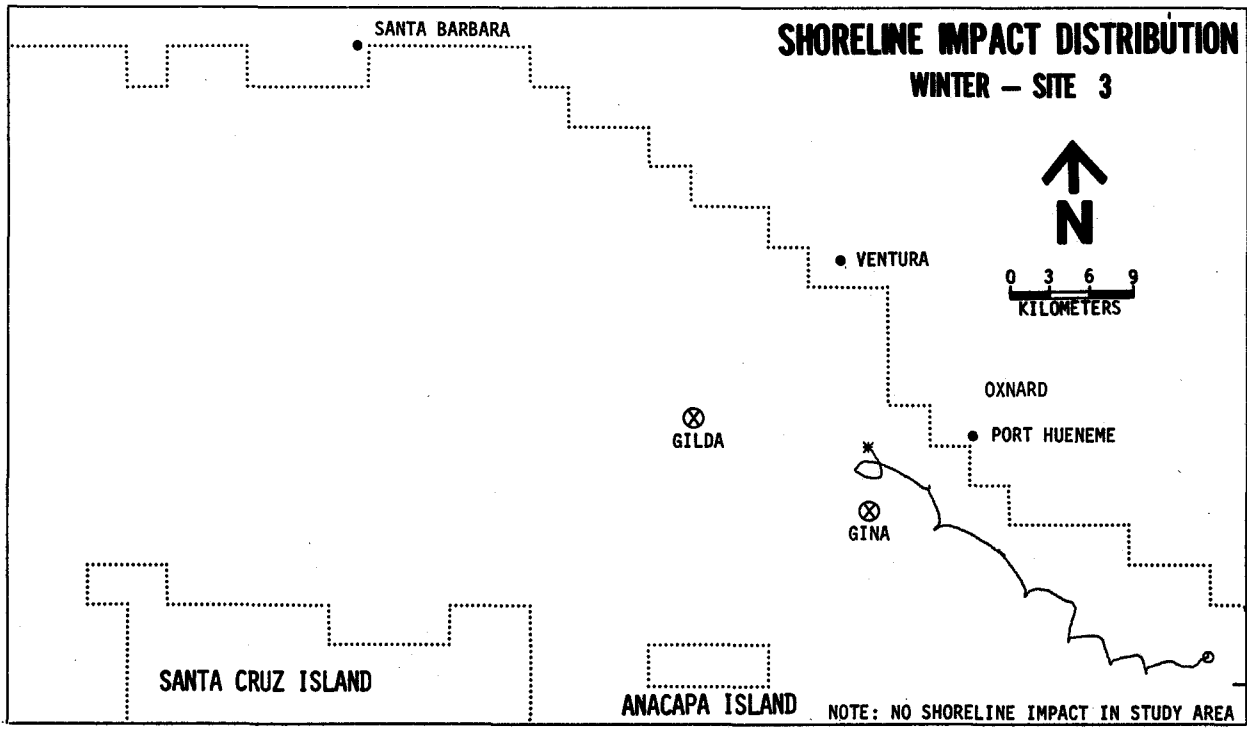 SANTA BARBARA
SHORELINE IMPACT DISTRIBUTION
WINTER – SITE 3
N
VENTURA
0 3 6 9
KILOMETERS
OXNARD
GILDA
PORT HUENEME
GINA
SANTA CRUZ ISLAND
ANACAPA ISLAND
NOTE: NO SHORELINE IMPACT IN STUDY AREA